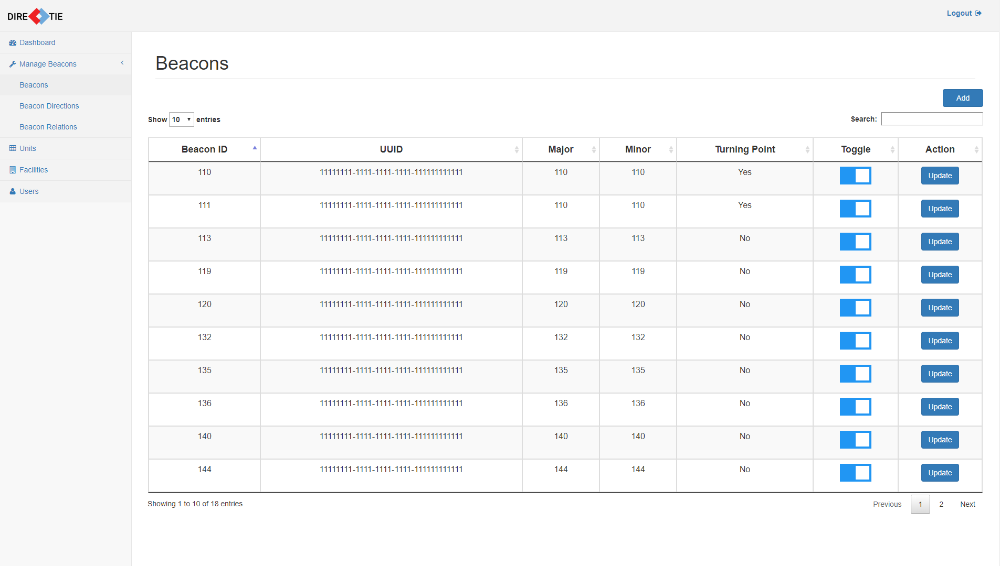 DIRE TIE
Logout
Dashboard
Manage Beacons
Beacons
Beacon Directions
Beacon Relations
Units
Facilities
Users
Beacons
Add
Show 10 entries
Search:
Beacon ID UUID Major Minor Turning Point Toggle Action
110 11111111-1111-1111-1111-111111111111 110 110 Yes Update
111 11111111-1111-1111-1111-111111111111 110 110 Yes Update
113 11111111-1111-1111-1111-111111111111 113 113 No Update
119 11111111-1111-1111-1111-111111111111 119 119 No Update
120 11111111-1111-1111-1111-111111111111 120 120 No Update
132 11111111-1111-1111-1111-111111111111 132 132 No Update
135 11111111-1111-1111-1111-111111111111 135 135 No Update
136 11111111-1111-1111-1111-111111111111 136 136 No Update
140 11111111-1111-1111-1111-111111111111 140 140 No Update
144 11111111-1111-1111-1111-111111111111 144 144 No Update
Showing 1 to 10 of 18 entries
Previous 1 2 Next